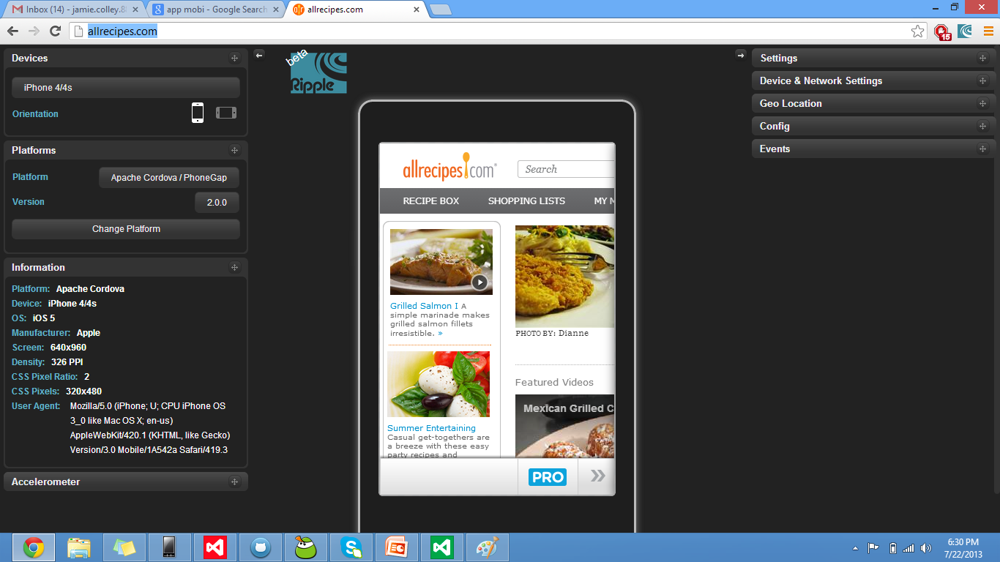 Inbox (14) - jamie.colley.8
app mobi - Google Search
allrecipes.com
allrecipes.com
15
Devices
iPhone 4/4s
Orientation
Platforms
Platform
Apache Cordova / PhoneGap
Version
2.0.0
Change Platform
Information
Platform: Apache Cordova
Device: iPhone 4/4s
OS: iOS 5
Manufacturer: Apple
Screen: 640x960
Density: 326 PPI
CSS Pixel Ratio: 2
CSS Pixels: 320x480
User Agent: Mozilla/5.0 (iPhone; U; CPU iPhone OS
3_0 like Mac OS X; en-us)
AppleWebKit/420.1 (KHTML, like Gecko)
Version/3.0 Mobile/1A542a Safari/419.3
Accelerometer
beta
Ripple
allrecipes.com®
Search
RECIPE BOX SHOPPING LISTS MY M
Grilled Salmon I A
simple marinade makes
grilled salmon fillets
irresistible. »
Summer Entertaining
Casual get-togethers are
a breeze with these easy
party recipes and
PHOTO BY: Dianne
Featured Videos
Mexican Grilled C
PRO
Settings
Device & Network Settings
Geo Location
Config
Events
6:30 PM
7/22/2013